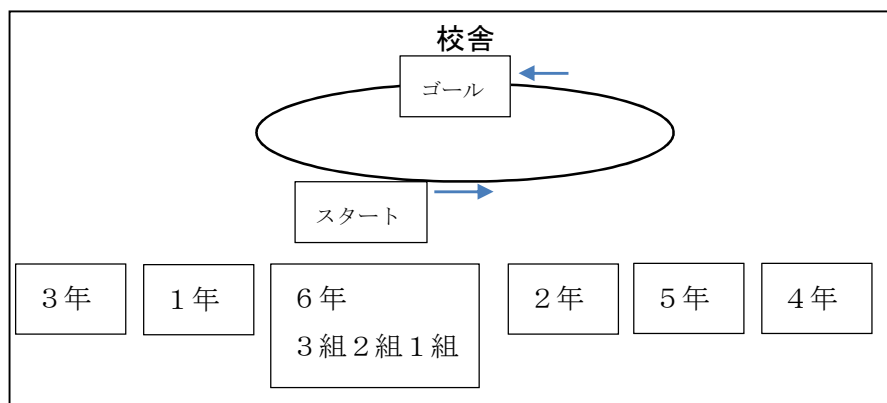 校舎
ゴール
スタート
３年
１年
６年
３組２組１組
２年
５年
４年